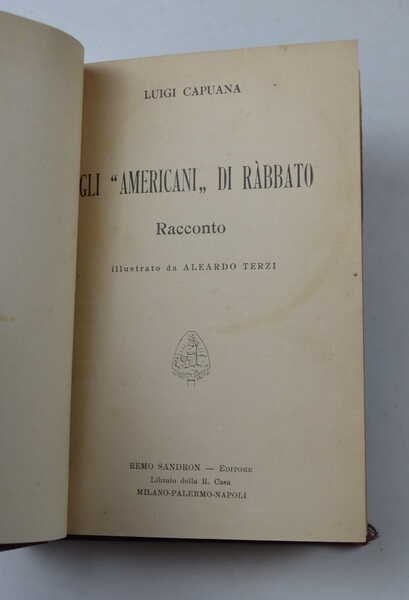 LUIGI CAPUANA
GLI “AMERICANI„ DI RÀBBATO
Racconto
illustrato da ALEARDO TERZI
REMO SANDRON — EDITORE
Libraio della R. Casa
MILANO-PALERMO-NAPOLI